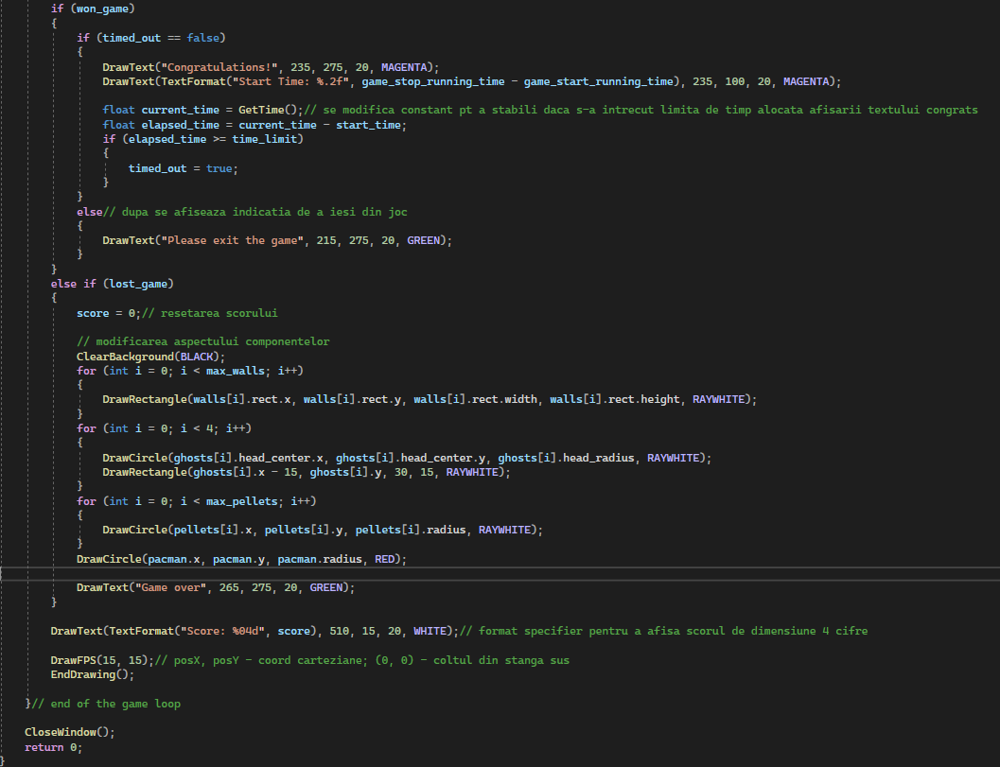 if (won_game)
{
if (timed_out == false)
{
DrawText("Congratulations!", 235, 275, 20, MAGENTA);
DrawText(TextFormat("Start Time: %.2f", game_stop_running_time - game_start_running_time), 235, 100, 20, MAGENTA);
float current_time = GetTime();// se modifica constant pt a stabili daca s-a intrecut limita de timp alocata afisarii textului congrats
float elapsed_time = current_time - start_time;
if (elapsed_time >= time_limit)
{
timed_out = true;
}
}
else// dupa se afiseaza indicatia de a iesi din joc
{
DrawText("Please exit the game", 215, 275, 20, GREEN);
}
}
else if (lost_game)
{
score = 0;// resetarea scorului
// modificarea aspectului componentelor
ClearBackground(BLACK);
for (int i = 0; i < max_walls; i++)
{
DrawRectangle(walls[i].rect.x, walls[i].rect.y, walls[i].rect.width, walls[i].rect.height, RAYWHITE);
}
for (int i = 0; i < 4; i++)
{
DrawCircle(ghosts[i].head_center.x, ghosts[i].head_center.y, ghosts[i].head_radius, RAYWHITE);
DrawRectangle(ghosts[i].x - 15, ghosts[i].y, 30, 15, RAYWHITE);
}
for (int i = 0; i < max_pellets; i++)
{
DrawCircle(pellets[i].x, pellets[i].y, pellets[i].radius, RAYWHITE);
}
DrawCircle(pacman.x, pacman.y, pacman.radius, RED);
DrawText("Game over", 265, 275, 20, GREEN);
}
DrawText(TextFormat("Score: %04d", score), 510, 15, 20, WHITE);// format specifier pentru a afisa scorul de dimensiune 4 cifre
DrawFPS(15, 15);// posX, posY - coord carteziane; (0, 0) - coltul din stanga sus
EndDrawing();
}// end of the game loop
CloseWindow();
return 0;
}